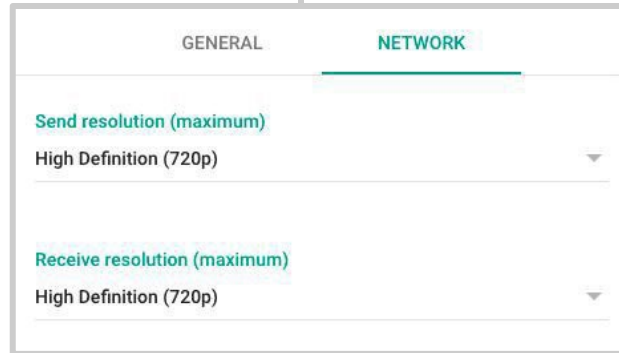 GENERAL NETWORK
Send resolution (maximum)
High Definition (720p)
Receive resolution (maximum)
High Definition (720p)